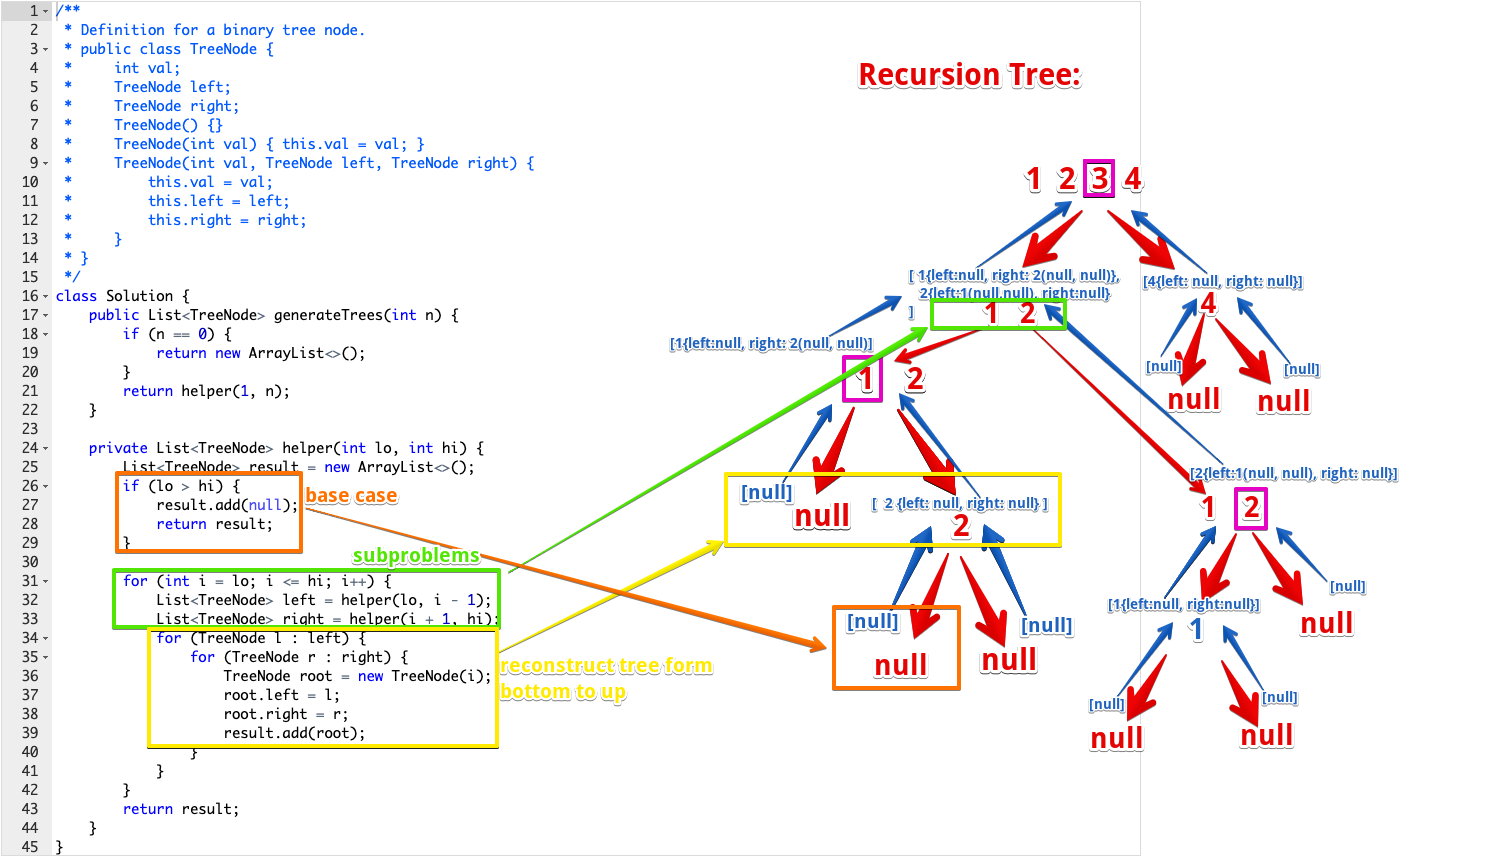 1 /**
2 * Definition for a binary tree node.
3 * public class TreeNode {
4 *     int val;
5 *     TreeNode left;
6 *     TreeNode right;
7 *     TreeNode() {}
8 *     TreeNode(int val) { this.val = val; }
9 *     TreeNode(int val, TreeNode left, TreeNode right) {
10 *         this.val = val;
11 *         this.left = left;
12 *         this.right = right;
13 *     }
14 * }
15 */
16 class Solution {
17     public List<TreeNode> generateTrees(int n) {
18         if (n == 0) {
19             return new ArrayList<>();
20         }
21         return helper(1, n);
22     }
23
24     private List<TreeNode> helper(int lo, int hi) {
25         List<TreeNode> result = new ArrayList<>();
26         if (lo > hi) {
27             result.add(null);
28             return result;
29         }
30
31         for (int i = lo; i <= hi; i++) {
32             List<TreeNode> left = helper(lo, i - 1);
33             List<TreeNode> right = helper(i + 1, hi);
34             for (TreeNode l : left) {
35                 for (TreeNode r : right) {
36                     TreeNode root = new TreeNode(i);
37                     root.left = l;
38                     root.right = r;
39                     result.add(root);
40                 }
41             }
42         }
43         return result;
44     }
45 }
base case
subproblems
reconstruct tree form
bottom to up
Recursion Tree:
1 2 3 4
[ 1{left:null, right: 2(null, null)},
2{left:1(null,null), right:null}
]
1 2
[4{left: null, right: null}]
4
[null]
[null]
null
null
[1{left:null, right: 2(null, null)]
1 2
[null]
null
[ 2 {left: null, right: null} ]
2
[null]
null
[null]
null
[2{left:1(null, null), right: null}]
1 2
[null]
null
[1{left:null, right:null}]
1
[null]
null
[null]
null